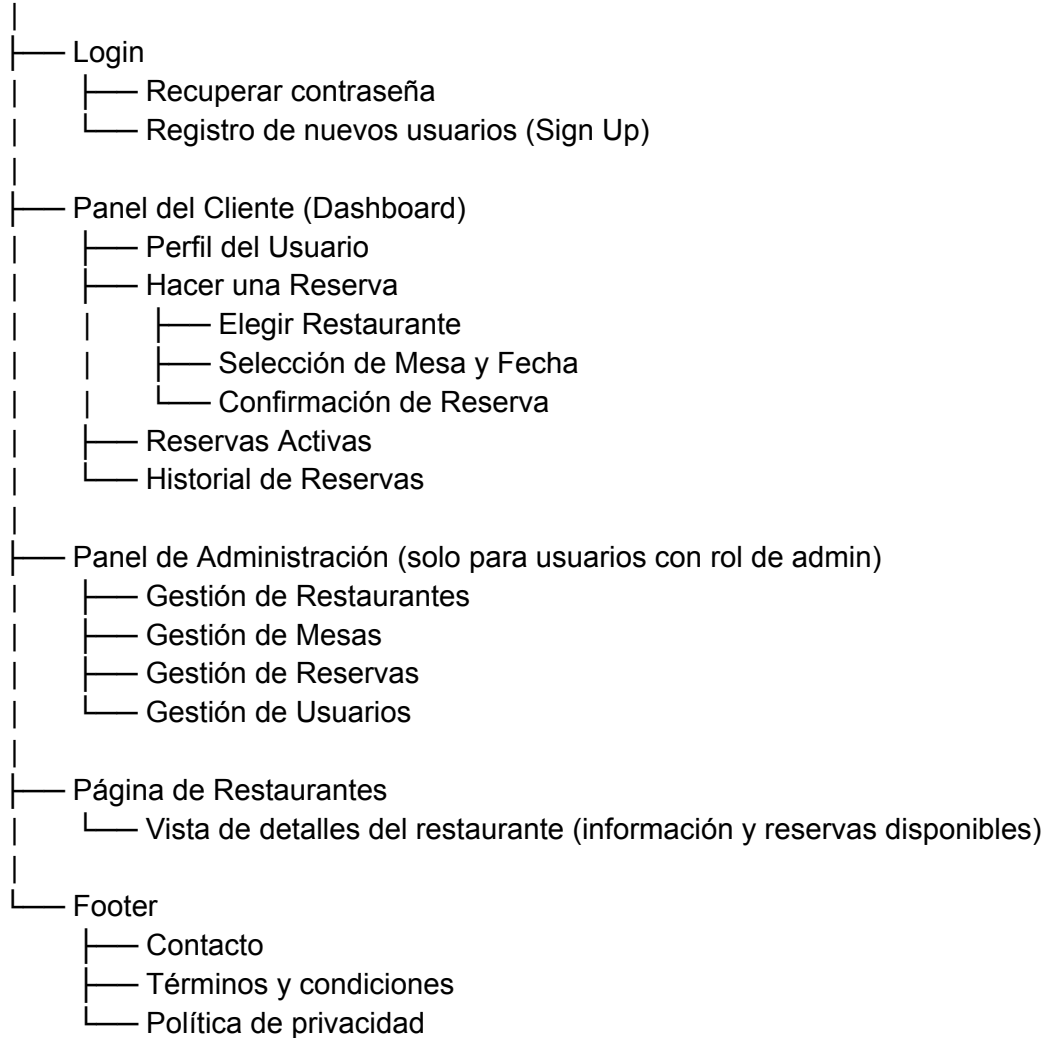 |
├── Login
|   ├── Recuperar contraseña
|   └── Registro de nuevos usuarios (Sign Up)
|
├── Panel del Cliente (Dashboard)
|   ├── Perfil del Usuario
|   ├── Hacer una Reserva
|   |   ├── Elegir Restaurante
|   |   ├── Selección de Mesa y Fecha
|   |   └── Confirmación de Reserva
|   ├── Reservas Activas
|   └── Historial de Reservas
|
├── Panel de Administración (solo para usuarios con rol de admin)
|   ├── Gestión de Restaurantes
|   ├── Gestión de Mesas
|   ├── Gestión de Reservas
|   └── Gestión de Usuarios
|
├── Página de Restaurantes
|   └── Vista de detalles del restaurante (información y reservas disponibles)
|
└── Footer
    ├── Contacto
    ├── Términos y condiciones
    └── Política de privacidad